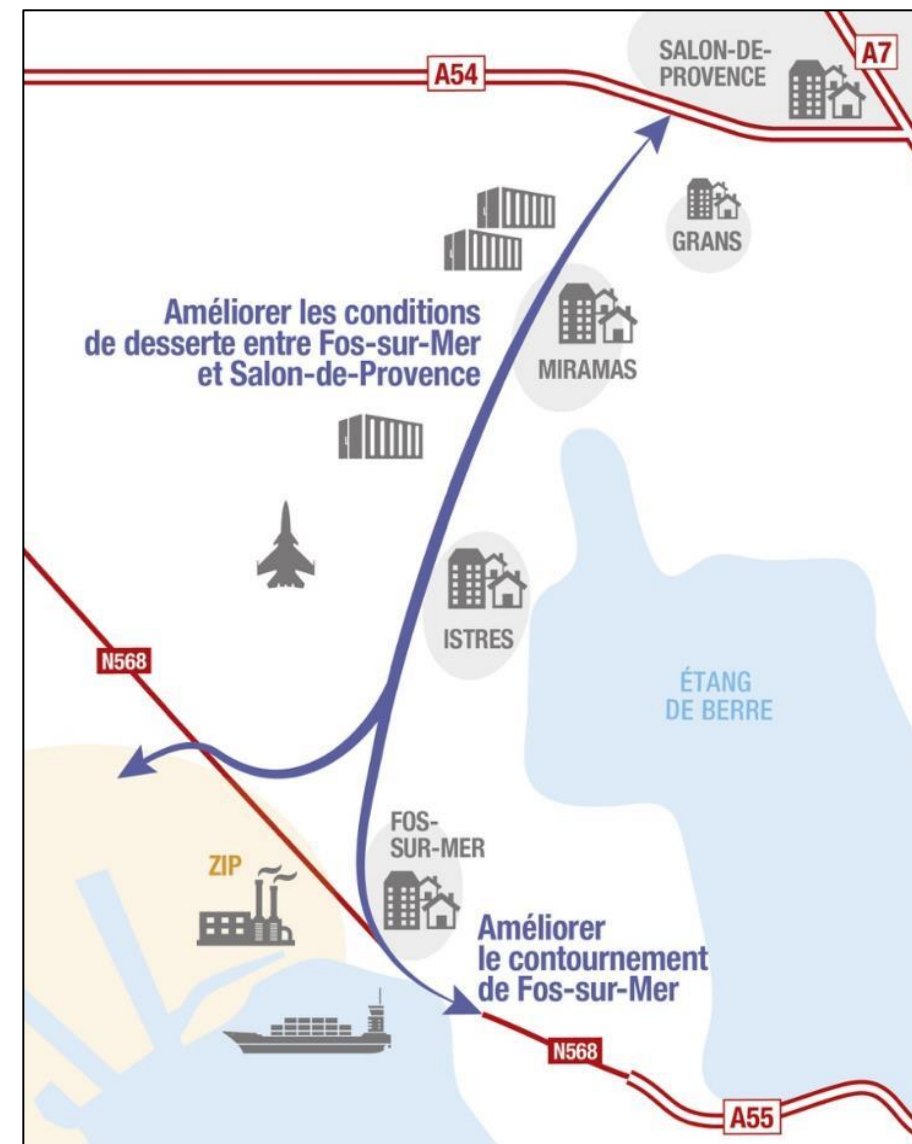 SALON-DE-
PROVENCE
A7
A54
GRANS
Améliorer les conditions
de desserte entre Fos-sur-Mer
et Salon-de-Provence
MIRAMAS
ISTRES
N568
ÉTANG
DE BERRE
FOS-
SUR-MER
ZIP
Améliorer
le contournement
de Fos-sur-Mer
N568
A55